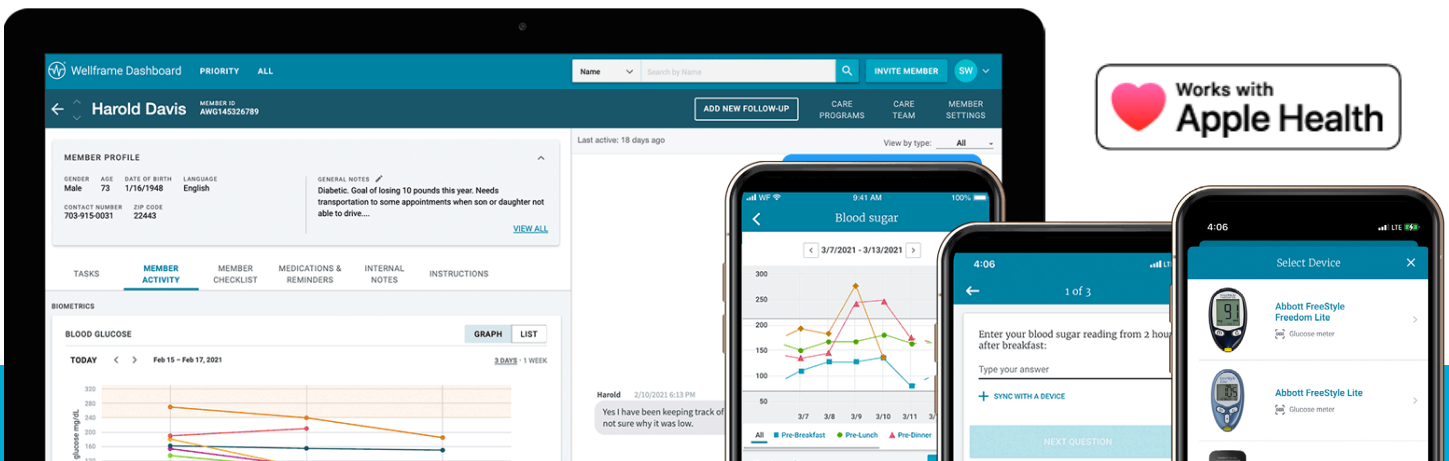 Wellframe Dashboard
PRIORITY
ALL
Name
Search by Name
INVITE MEMBER
SW
Harold Davis
MEMBER ID
AWG145326789
ADD NEW FOLLOW-UP
CARE
PROGRAMS
CARE
TEAM
MEMBER
SETTINGS
MEMBER PROFILE
GENDER AGE DATE OF BIRTH LANGUAGE
Male 73 1/16/1948 English
CONTACT NUMBER ZIP CODE
703-915-0031 22443
GENERAL NOTES
Diabetic. Goal of losing 10 pounds this year. Needs
transportation to some appointments when son or daughter not
able to drive....
VIEW ALL
TASKS
MEMBER
ACTIVITY
MEMBER
CHECKLIST
MEDICATIONS &
REMINDERS
INTERNAL
NOTES
INSTRUCTIONS
BIOMETRICS
BLOOD GLUCOSE
GRAPH LIST
TODAY
Feb 15 – Feb 17, 2021
3 DAYS · 1 WEEK
glucose mg/dL
320
280
240
200
160
120
Last active: 18 days ago
View by type: All
Harold 2/10/2021 6:13 PM
Yes I have been keeping track of
not sure why it was low.
WF
9:41 AM
100%
Blood sugar
3/7/2021 - 3/13/2021
300
250
200
150
100
50
3/7 3/8 3/9 3/10 3/11
All Pre-Breakfast Pre-Lunch Pre-Dinner
4:06
1 of 3
Enter your blood sugar reading from 2 hou
after breakfast:
Type your answer
SYNC WITH A DEVICE
NEXT QUESTION
Works with
Apple Health
4:06
LTE
Select Device
Abbott FreeStyle
Freedom Lite
Glucose meter
Abbott FreeStyle Lite
Glucose meter